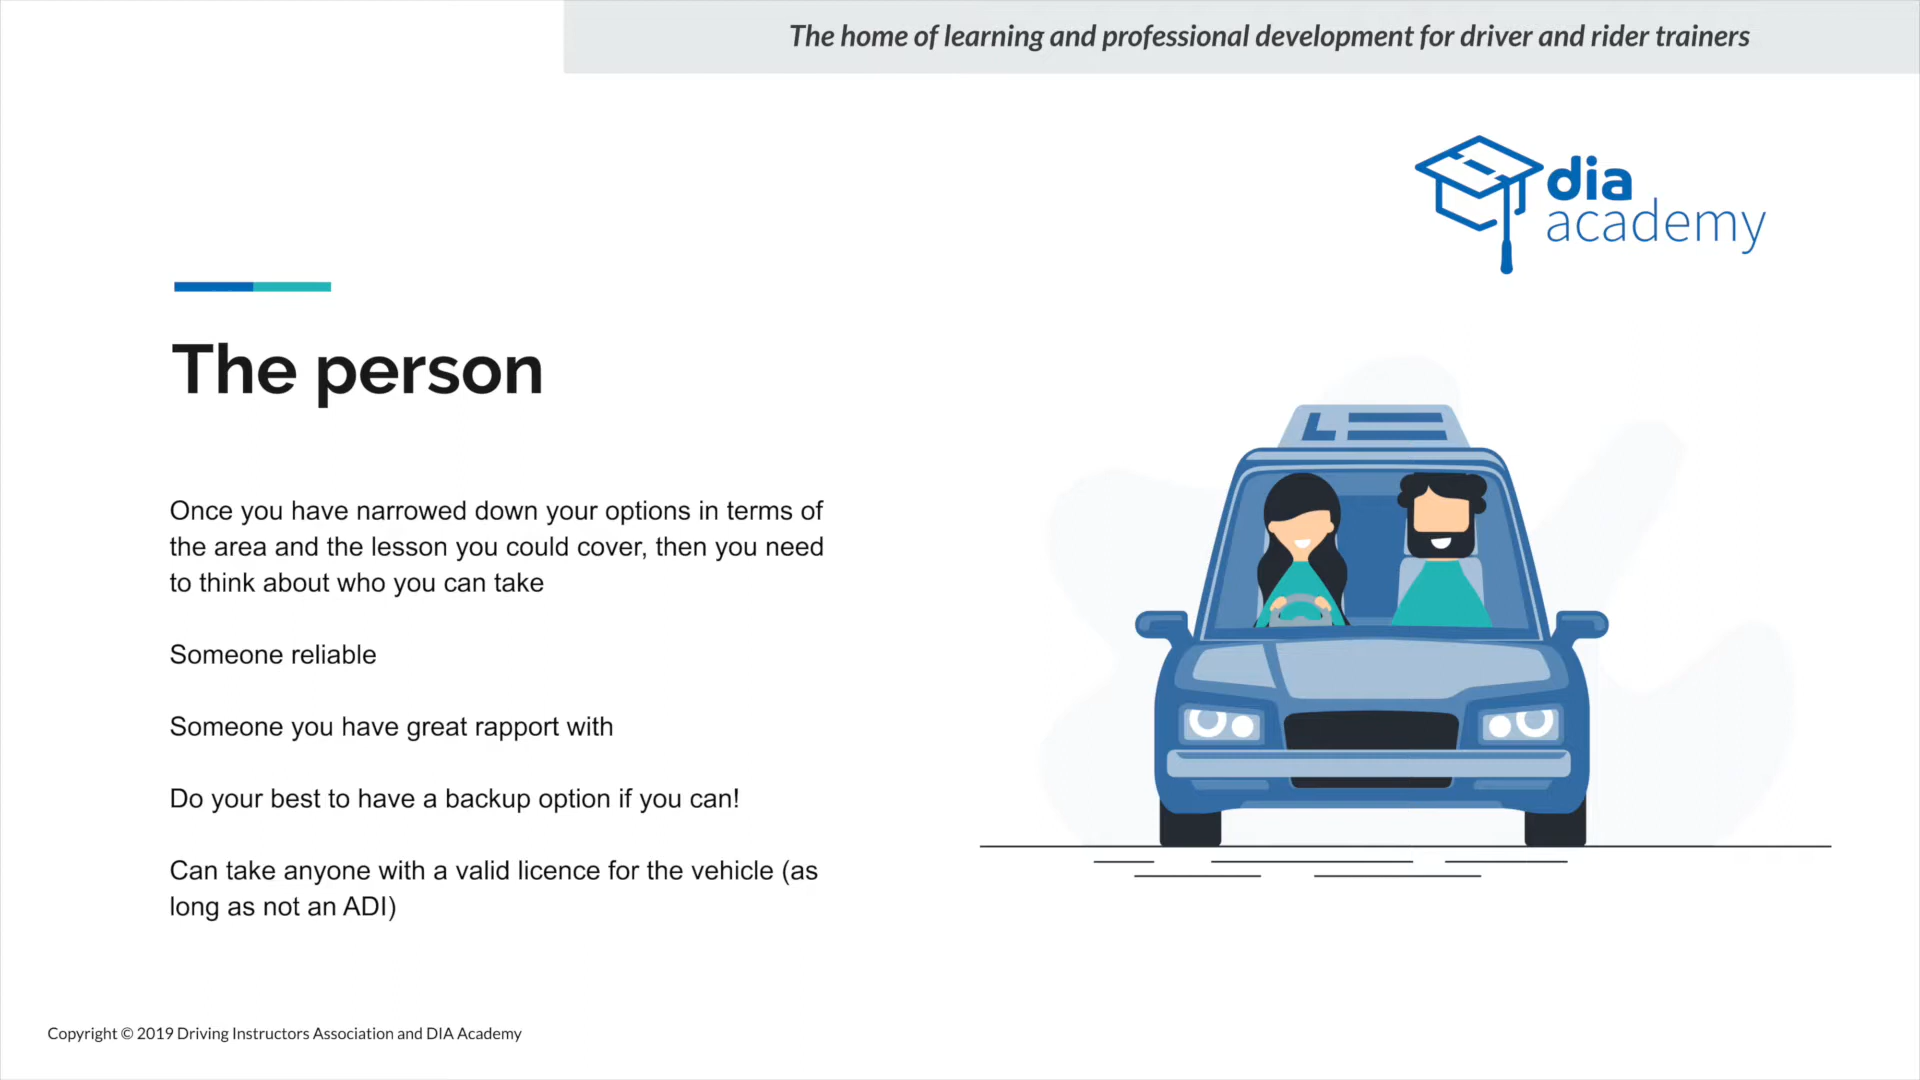 The home of learning and professional development for driver and rider trainers
dia
academy
The person
L
Once you have narrowed down your options in terms of
the area and the lesson you could cover, then you need
to think about who you can take
Someone reliable
Someone you have great rapport with
Do your best to have a backup option if you can!
Can take anyone with a valid licence for the vehicle (as
long as not an ADI)
Copyright © 2019 Driving Instructors Association and DIA Academy